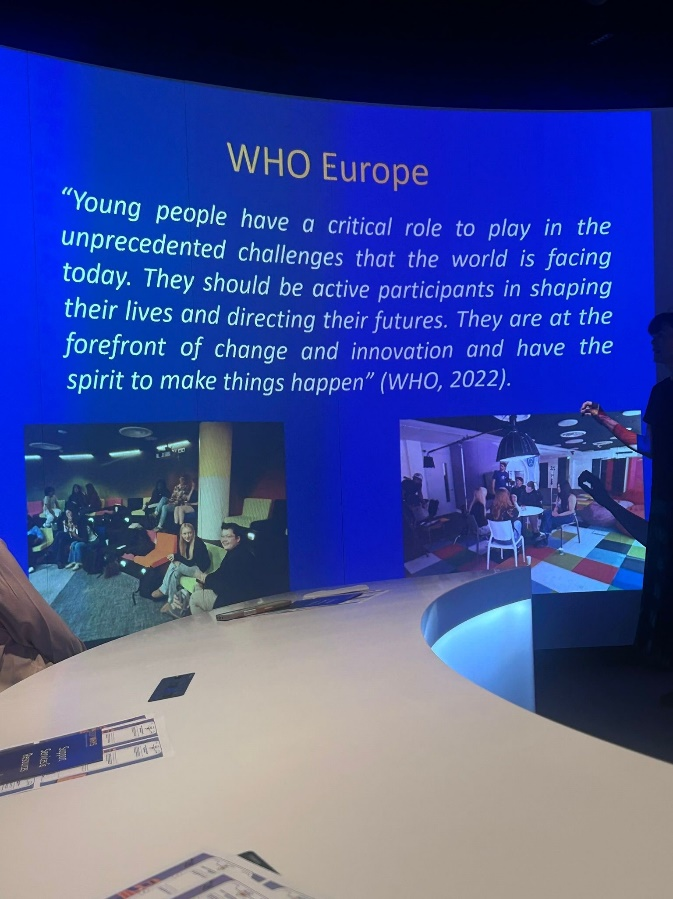 WHO Europe
“Young people have a critical role to play in the
unprecedented challenges that the world is facing
today. They should be active participants in shaping
their lives and directing their futures. They are at the
forefront of change and innovation and have the
spirit to make things happen” (WHO, 2022).